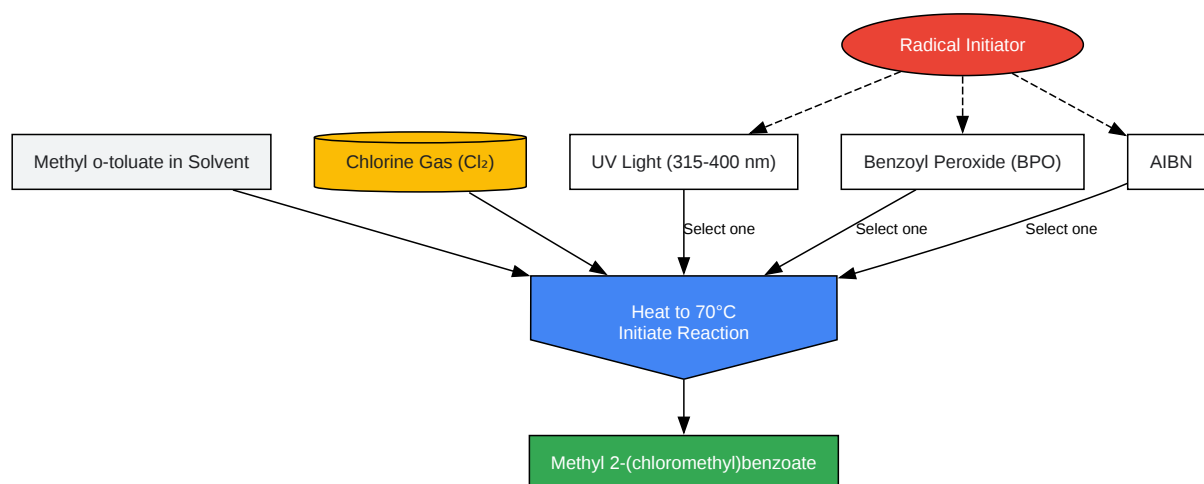 Radical Initiator
Methyl o-toluate in Solvent
Chlorine Gas (Cl₂)
UV Light (315-400 nm)
Benzoyl Peroxide (BPO)
AIBN
Select one
Select one
Select one
Heat to 70°C
Initiate Reaction
Methyl 2-(chloromethyl)benzoate